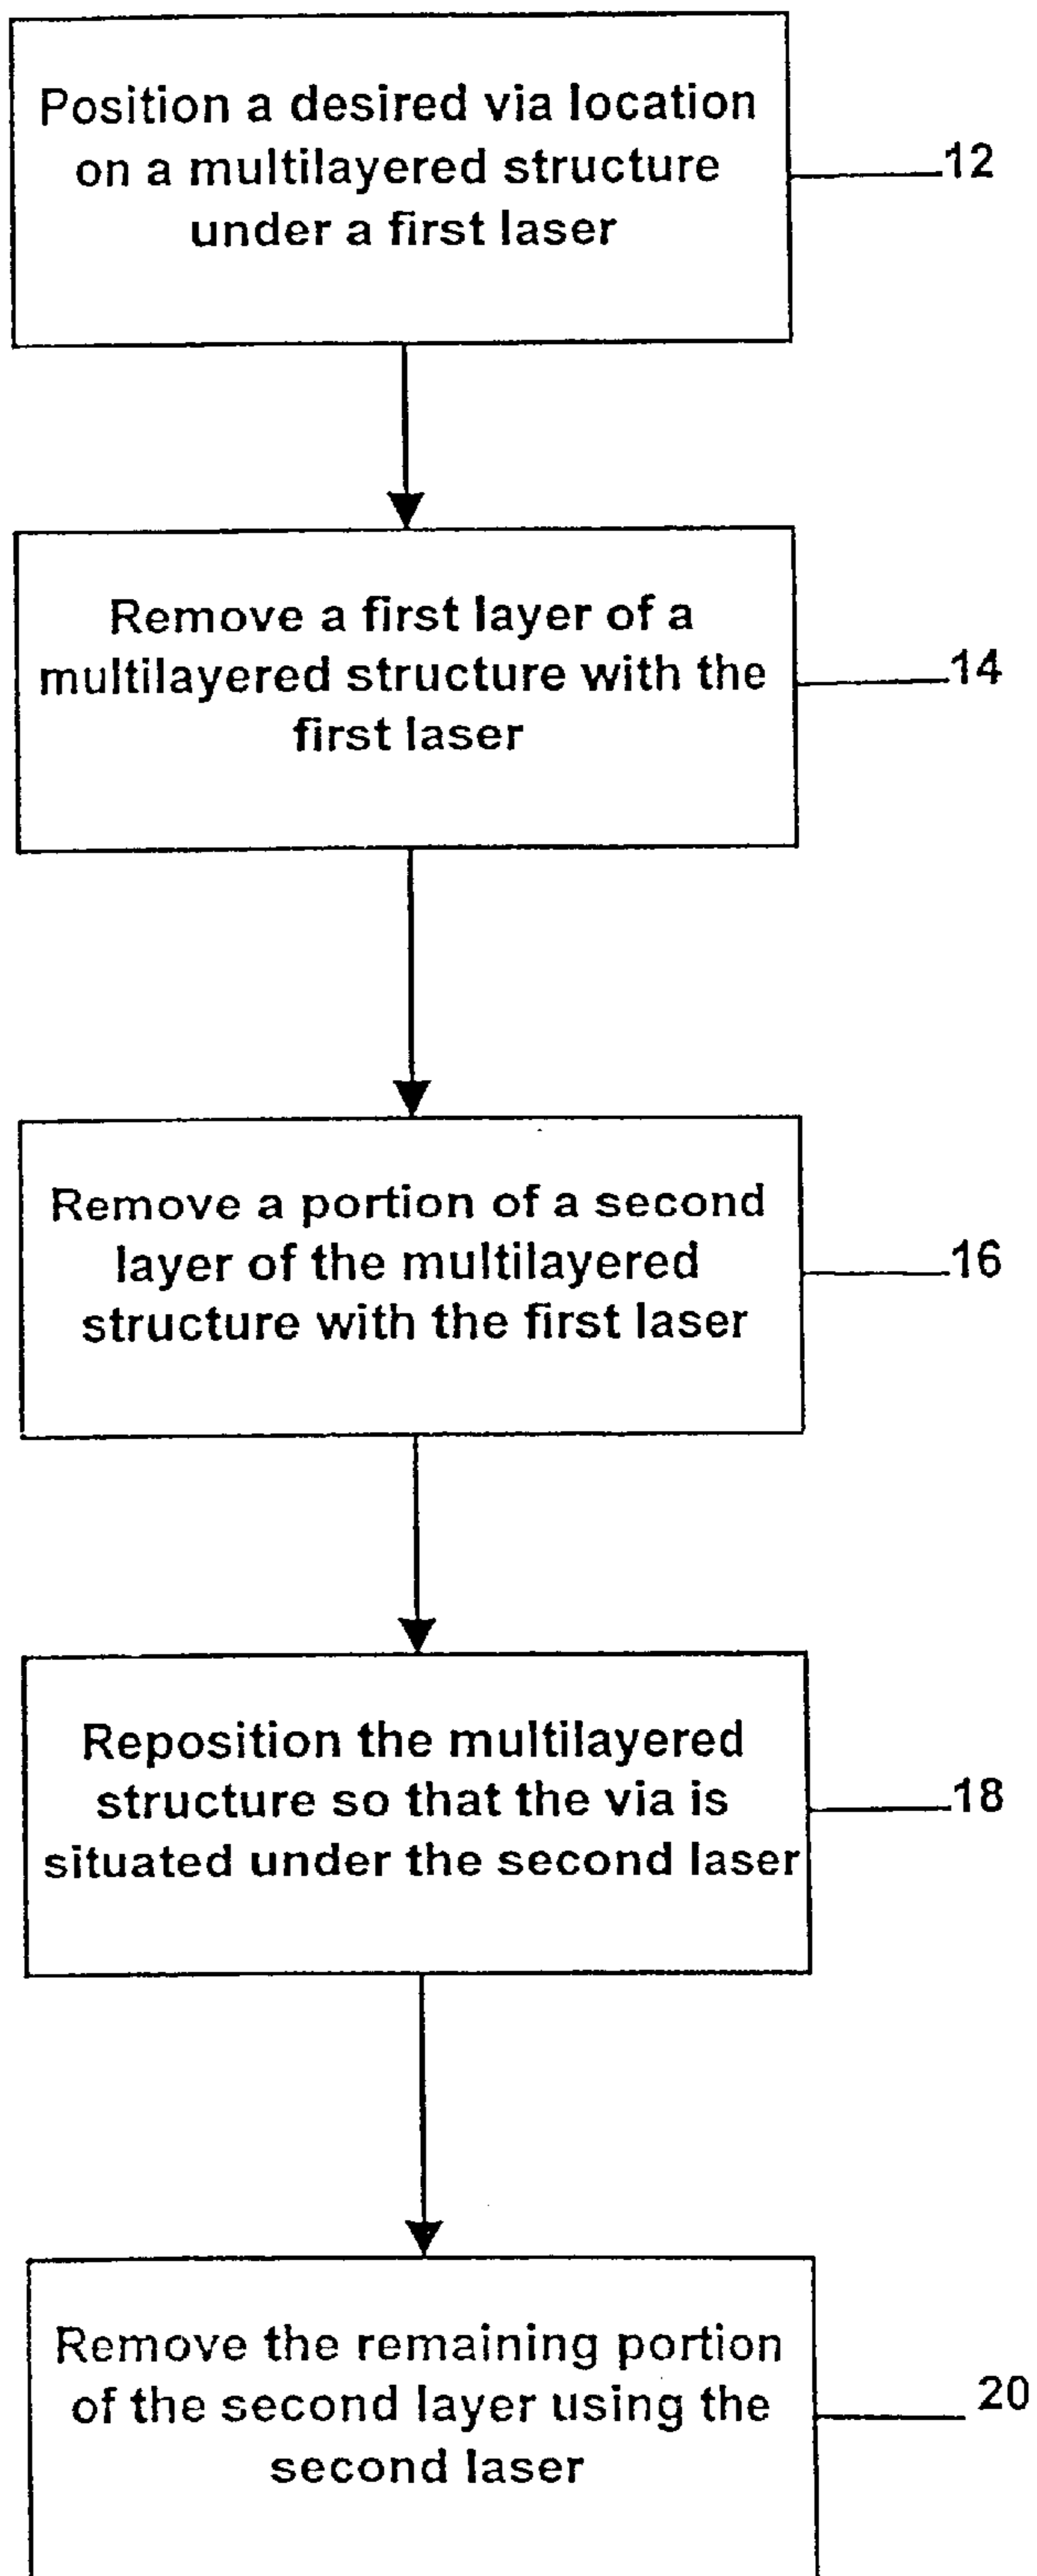 Position a desired via location
on a multilayered structure
under a first laser
12
Remove a first layer of a
multilayered structure with the
first laser
14
Remove a portion of a second
layer of the multilayered
structure with the first laser
16
Reposition the multilayered
structure so that the via is
situated under the second laser
18
Remove the remaining portion
of the second layer using the
second laser
20